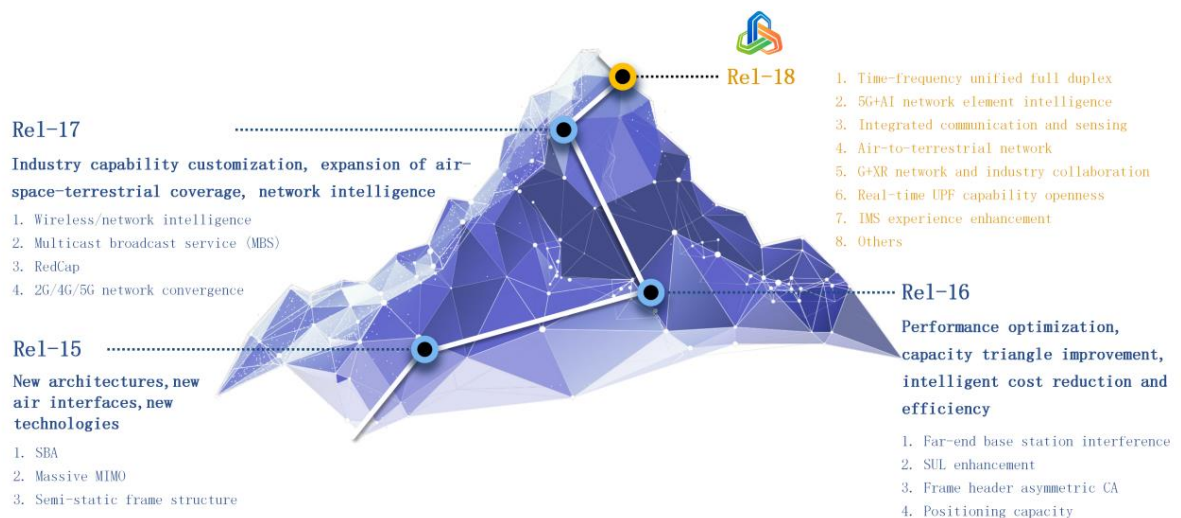 Rel-18
1. Time-frequency unified full duplex
2. 5G+AI network element intelligence
3. Integrated communication and sensing
4. Air-to-terrestrial network
5. G+XR network and industry collaboration
6. Real-time UPF capability openness
7. IMS experience enhancement
8. Others
Rel-17
Industry capability customization, expansion of air-
space-terrestrial coverage, network intelligence
1. Wireless/network intelligence
2. Multicast broadcast service (MBS)
3. RedCap
4. 2G/4G/5G network convergence
Rel-16
Performance optimization,
capacity triangle improvement,
intelligent cost reduction and
efficiency
1. Far-end base station interference
2. SUL enhancement
3. Frame header asymmetric CA
4. Positioning capacity
Rel-15
New architectures,new
air interfaces,new
technologies
1. SBA
2. Massive MIMO
3. Semi-static frame structure